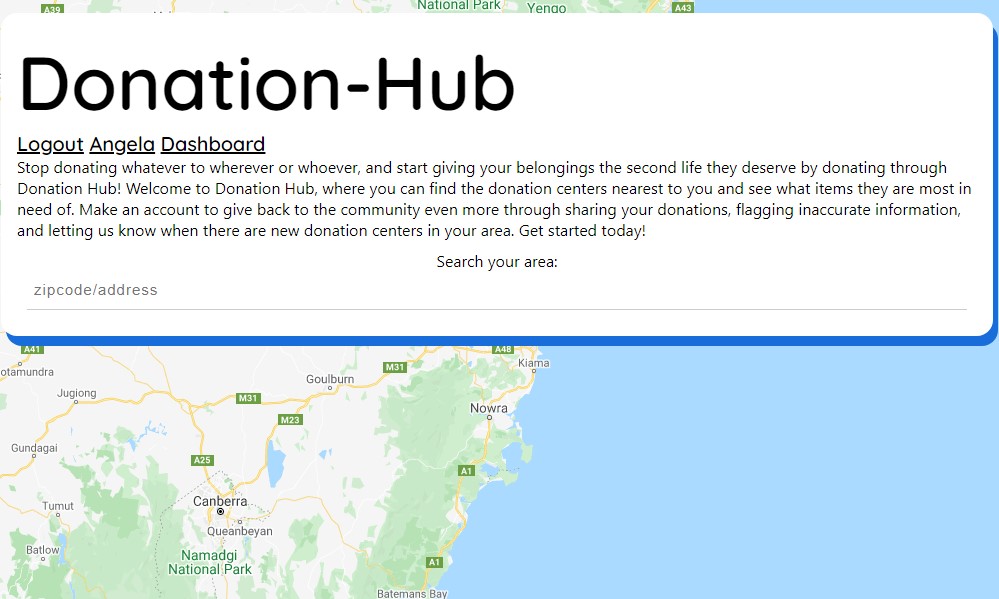 A39
National Park
Yengo
A43
Donation-Hub
Logout Angela Dashboard
Stop donating whatever to wherever or whoever, and start giving your belongings the second life they deserve by donating through
Donation Hub! Welcome to Donation Hub, where you can find the donation centers nearest to you and see what items they are most in
need of. Make an account to give back to the community even more through sharing your donations, flagging inaccurate information,
and letting us know when there are new donation centers in your area. Get started today!
Search your area:
zipcode/address
A41
A48
otamundra
Kiama
M31
Goulburn
Jugiong
M31
Nowra
M23
Gundagai
A25
A1
Canberra
Tumut
Queanbeyan
Batlow
Namadgi
National Park
A1
Batemans Bay